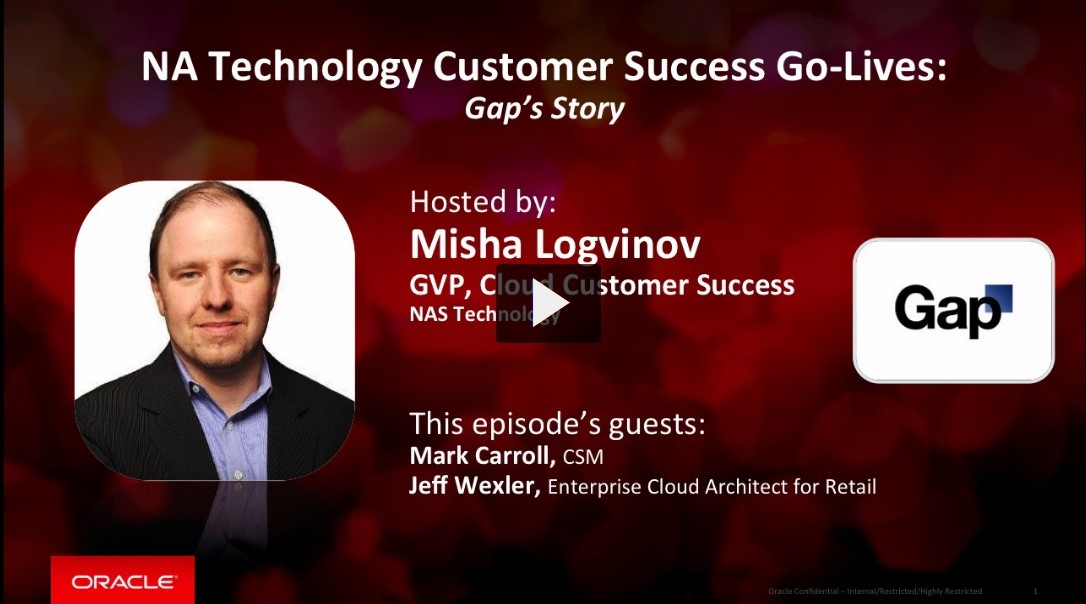 NA Technology Customer Success Go-Lives:
Gap's Story
Hosted by:
Misha Logvinov
GVP, Cloud Customer Success
NAS Technology
Gap
This episode's guests:
Mark Carroll, CSM
Jeff Wexler, Enterprise Cloud Architect for Retail
ORACLE®
Oracle Confidential – Internal/Restricted/Highly Restricted
1